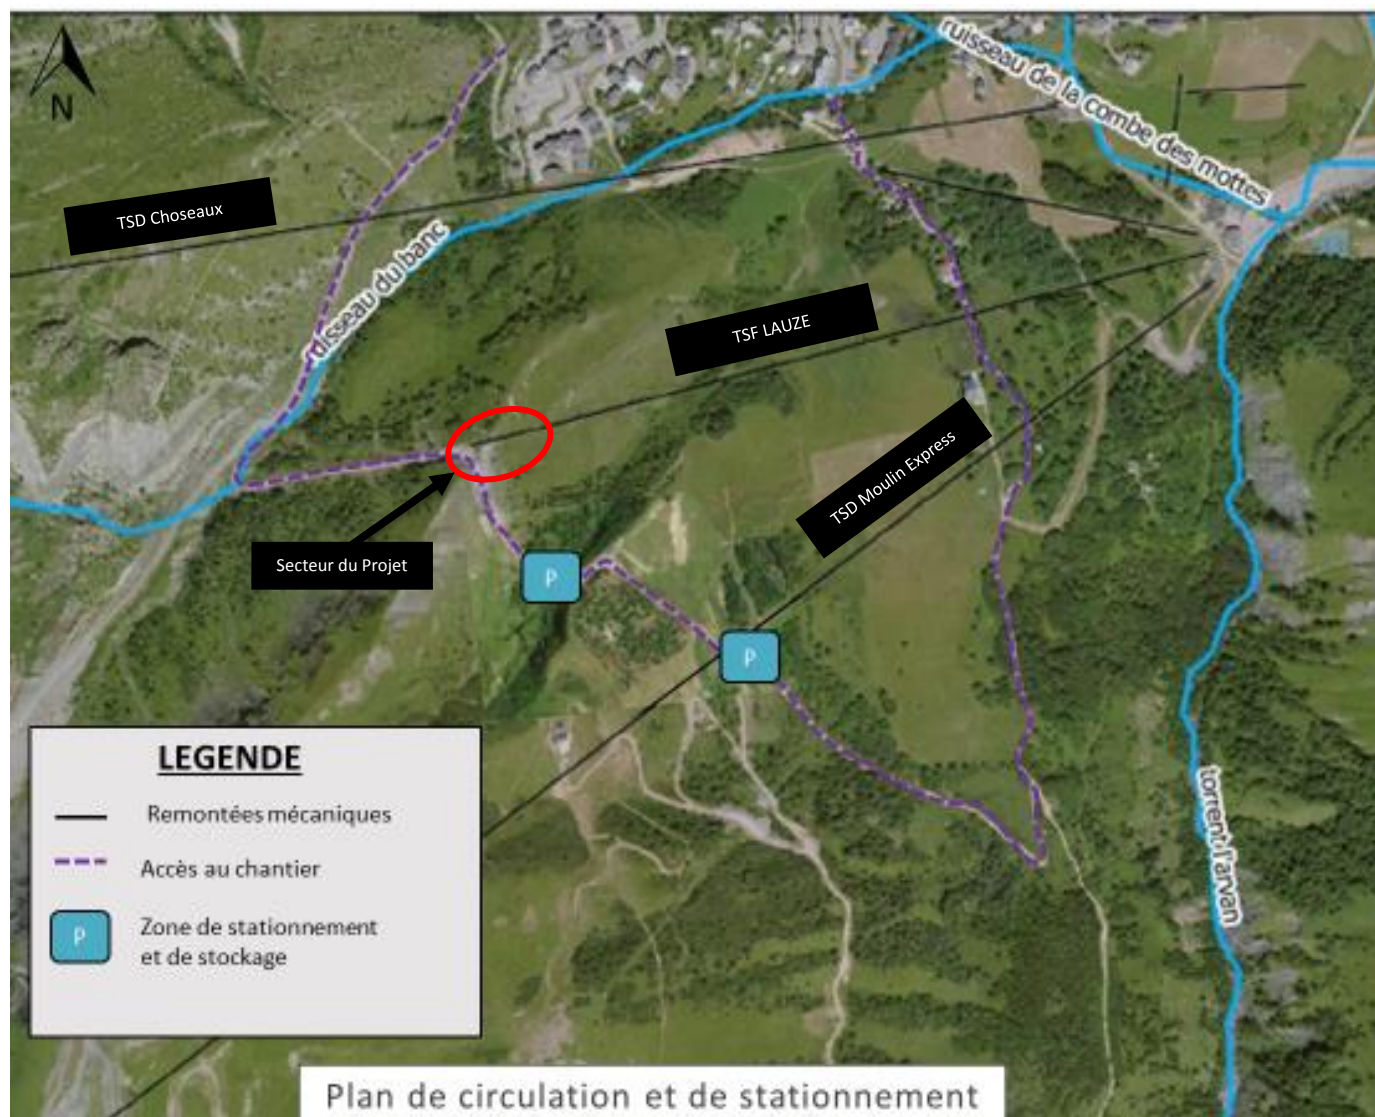 N
ruisseau de la combe des mottes
TSD Choseaux
ruisseau du banc
TSF LAUZE
TSD Moulin Express
Secteur du Projet
P
P
torrent l'arvan
LEGENDE
Remontées mécaniques
Accès au chantier
P
Zone de stationnement
et de stockage
Plan de circulation et de stationnement